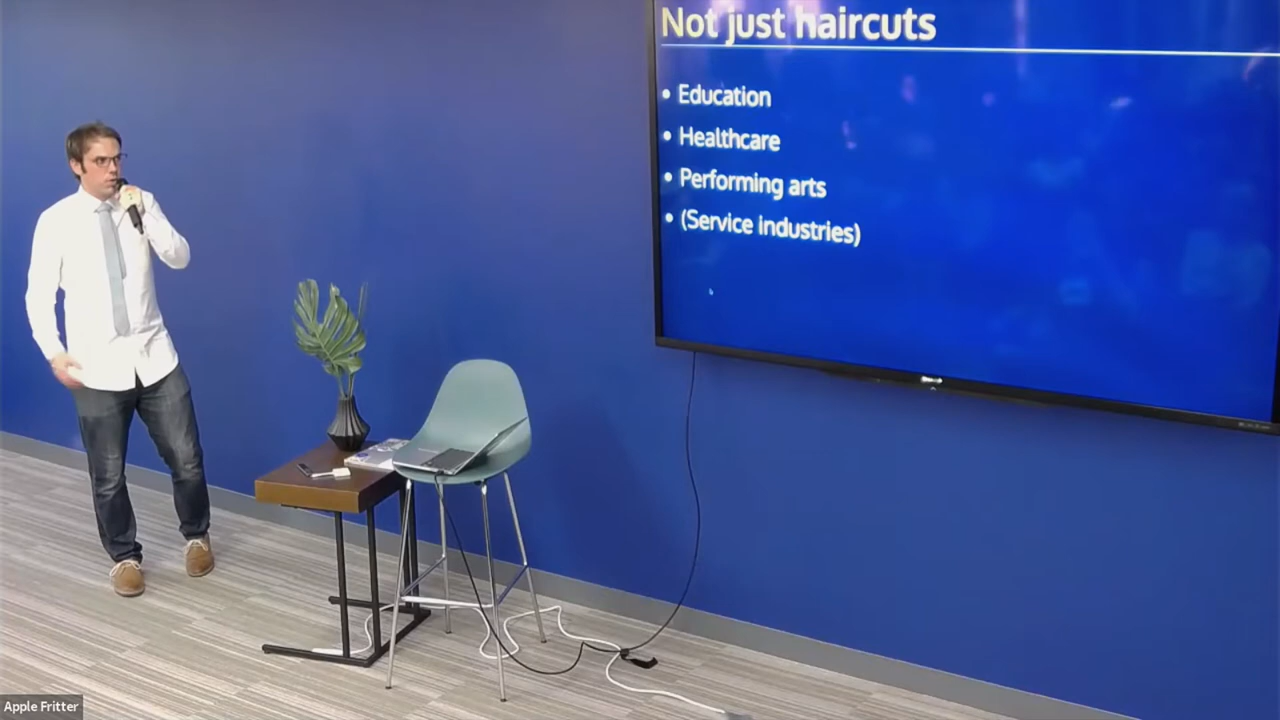 Not just haircuts
• Education
• Healthcare
• Performing arts
• (Service industries)
Apple Fritter